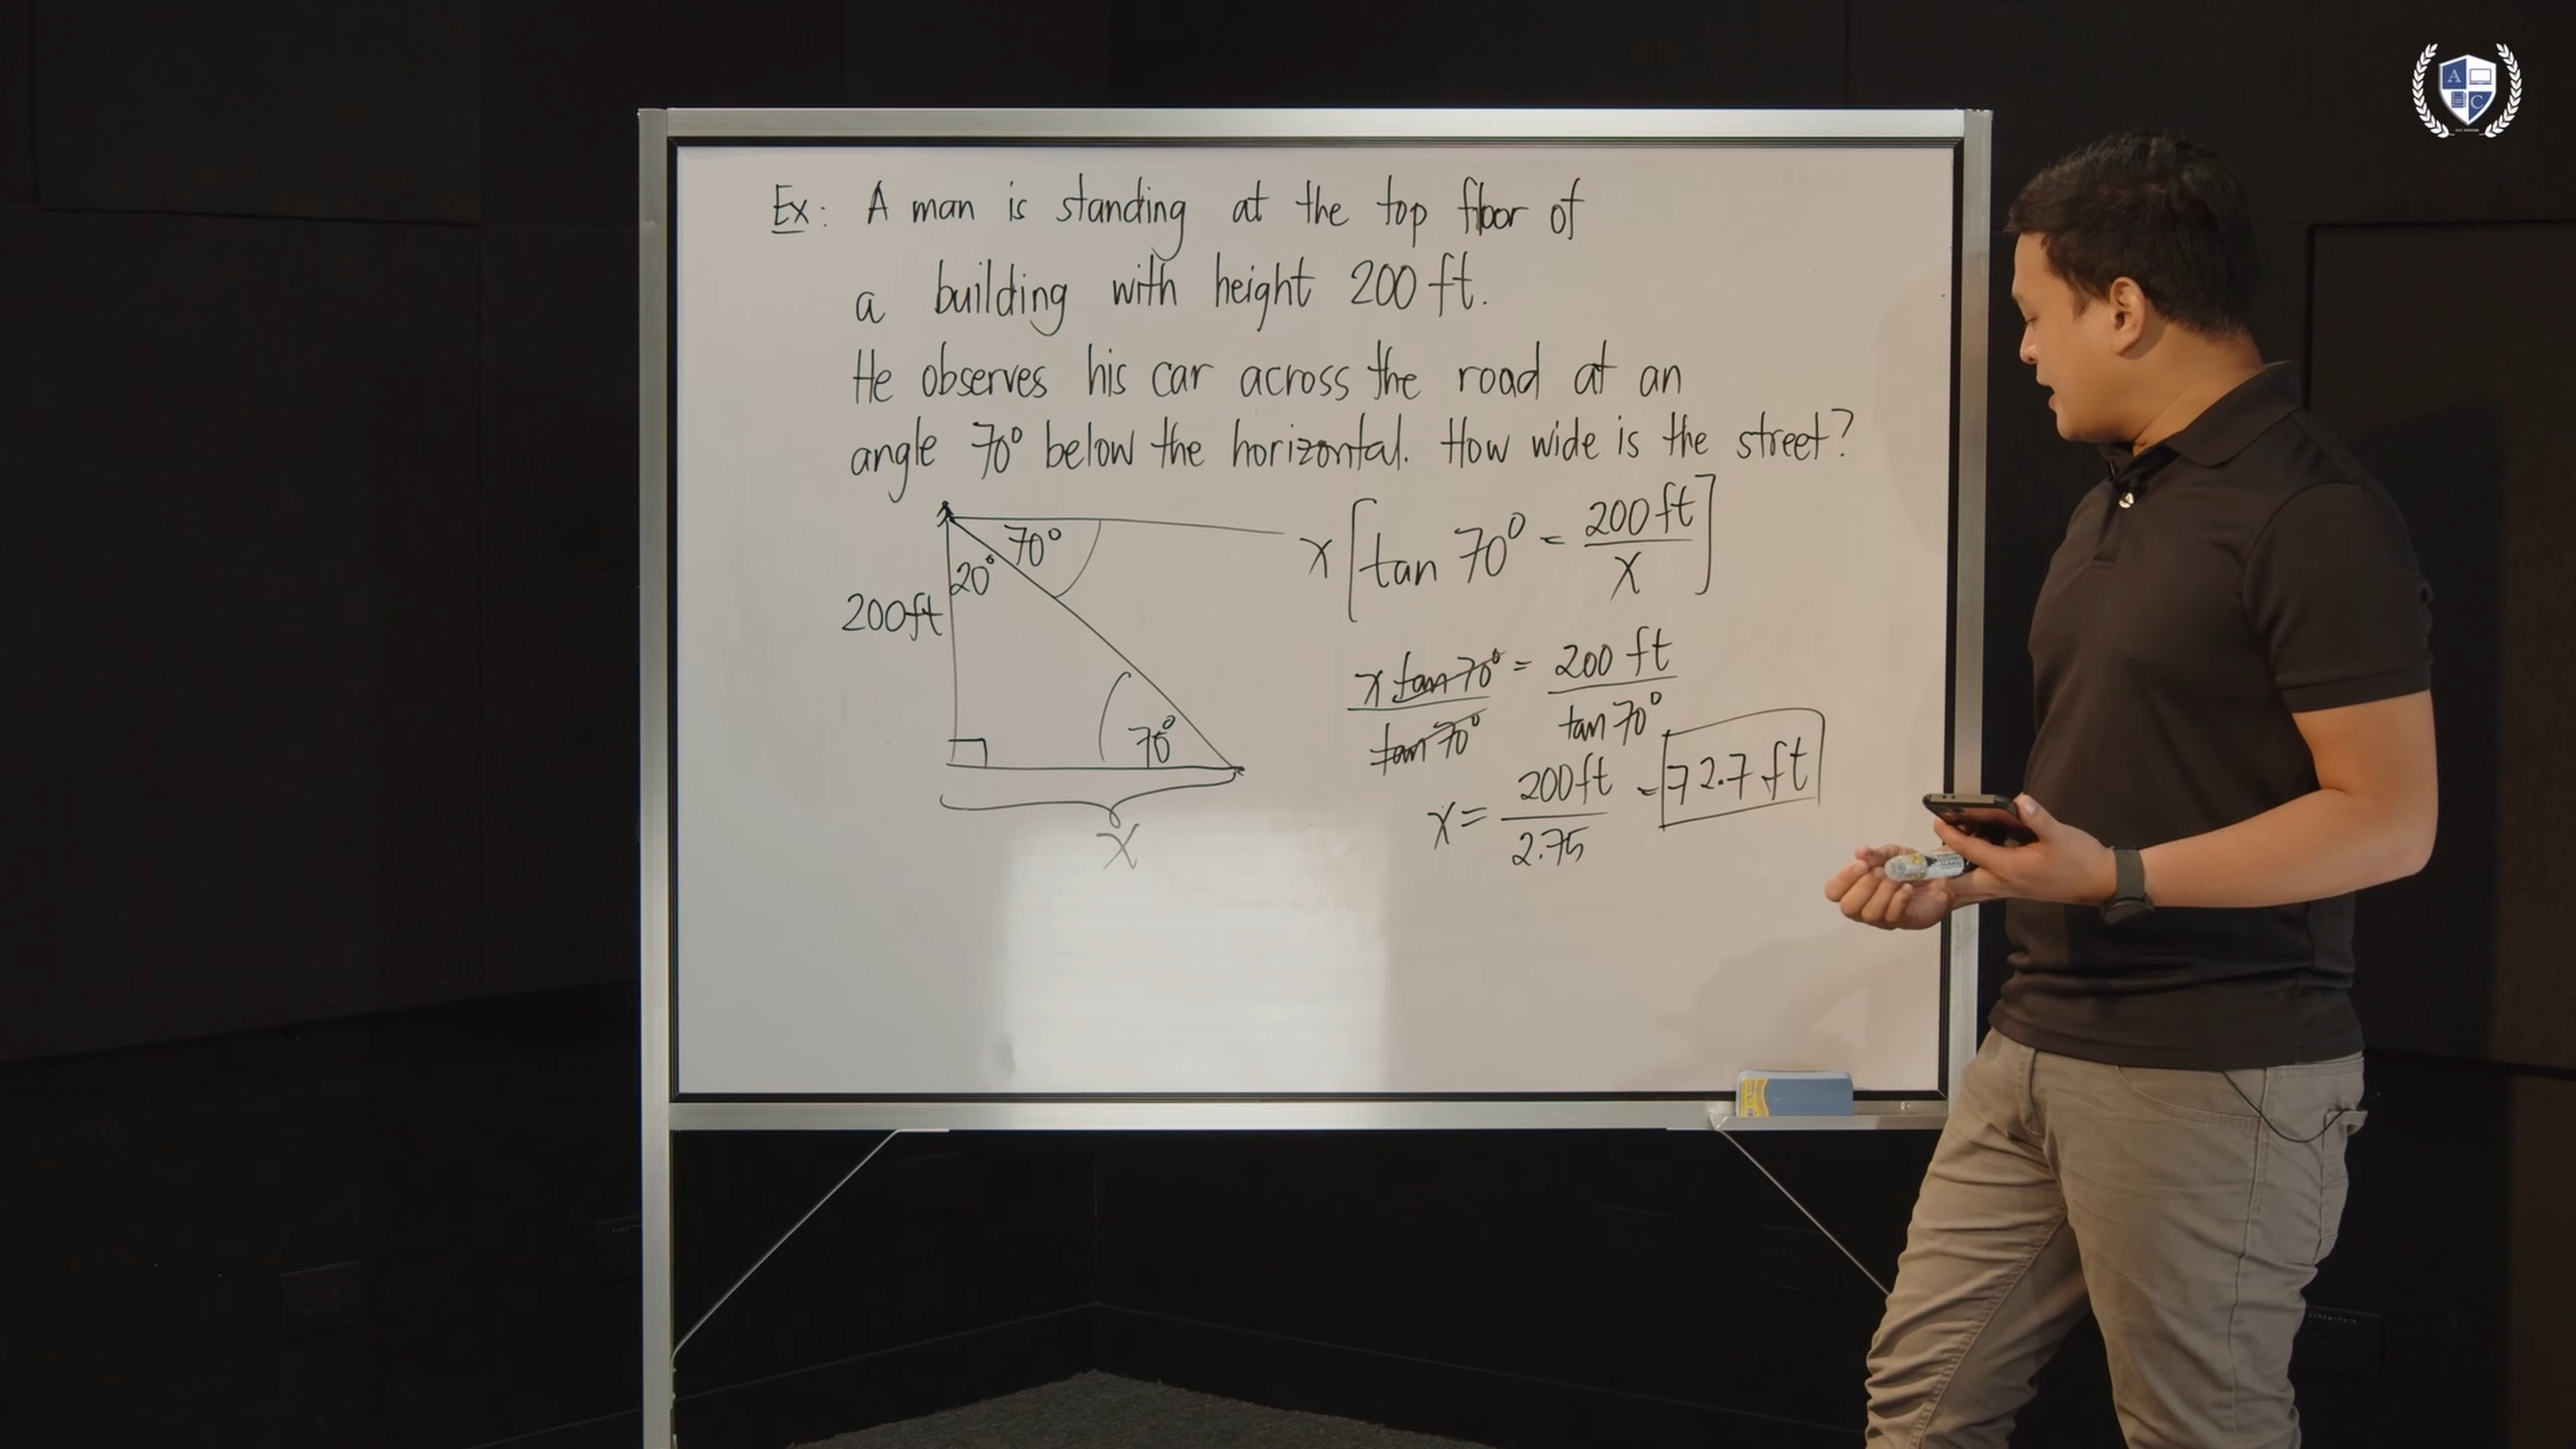 Ex: A man is standing at the top floor of
a building with height 200 ft.
He observes his car across the road at an
angle 70° below the horizontal. How wide is the street?
70°
20°
200ft
70°
x
x [tan 70° = 200 ft / x]
x tan 70° / tan 70° = 200 ft / tan 70°
x = 200ft / 2.75 = 72.7 ft
A
C